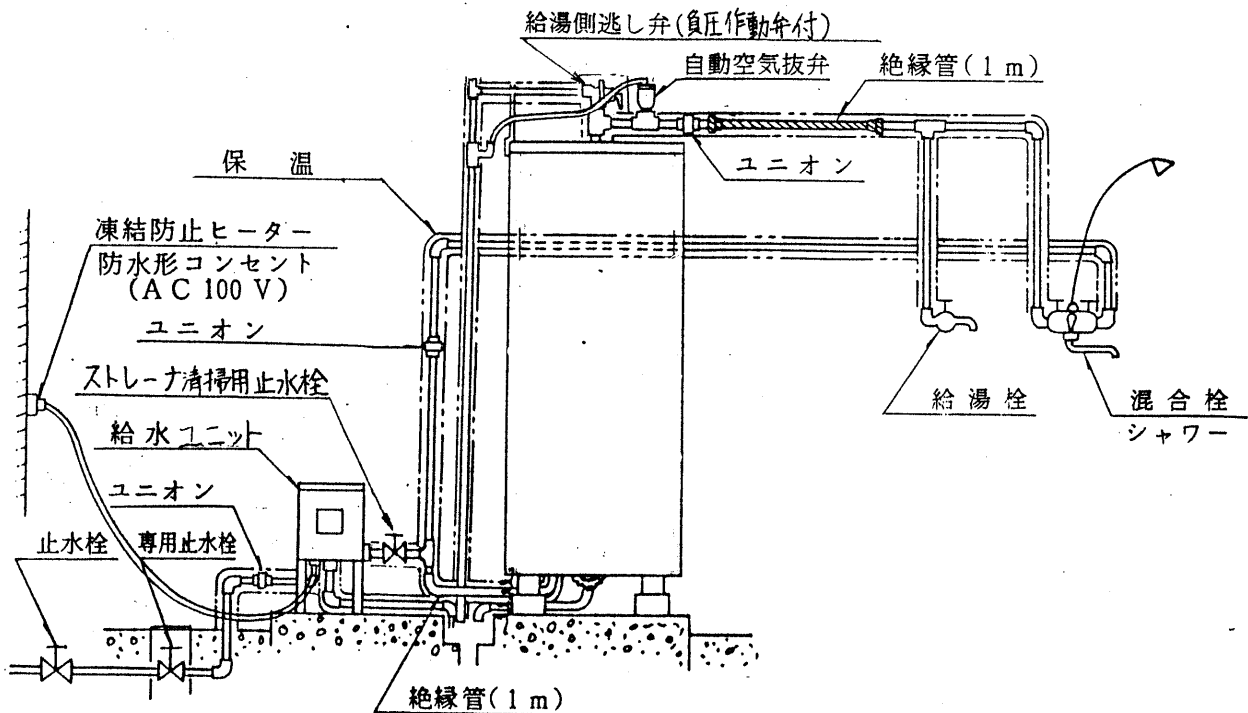 給湯側逃し弁(負圧作動弁付)
自動空気抜弁
絶縁管(1m)
ユニオン
保温
凍結防止ヒーター
防水形コンセント
(AC 100 V)
ユニオン
ストレーナ清掃用止水栓
給水ユニット
ユニオン
止水栓
専用止水栓
給湯栓
混合栓
シャワー
絶縁管(1m)